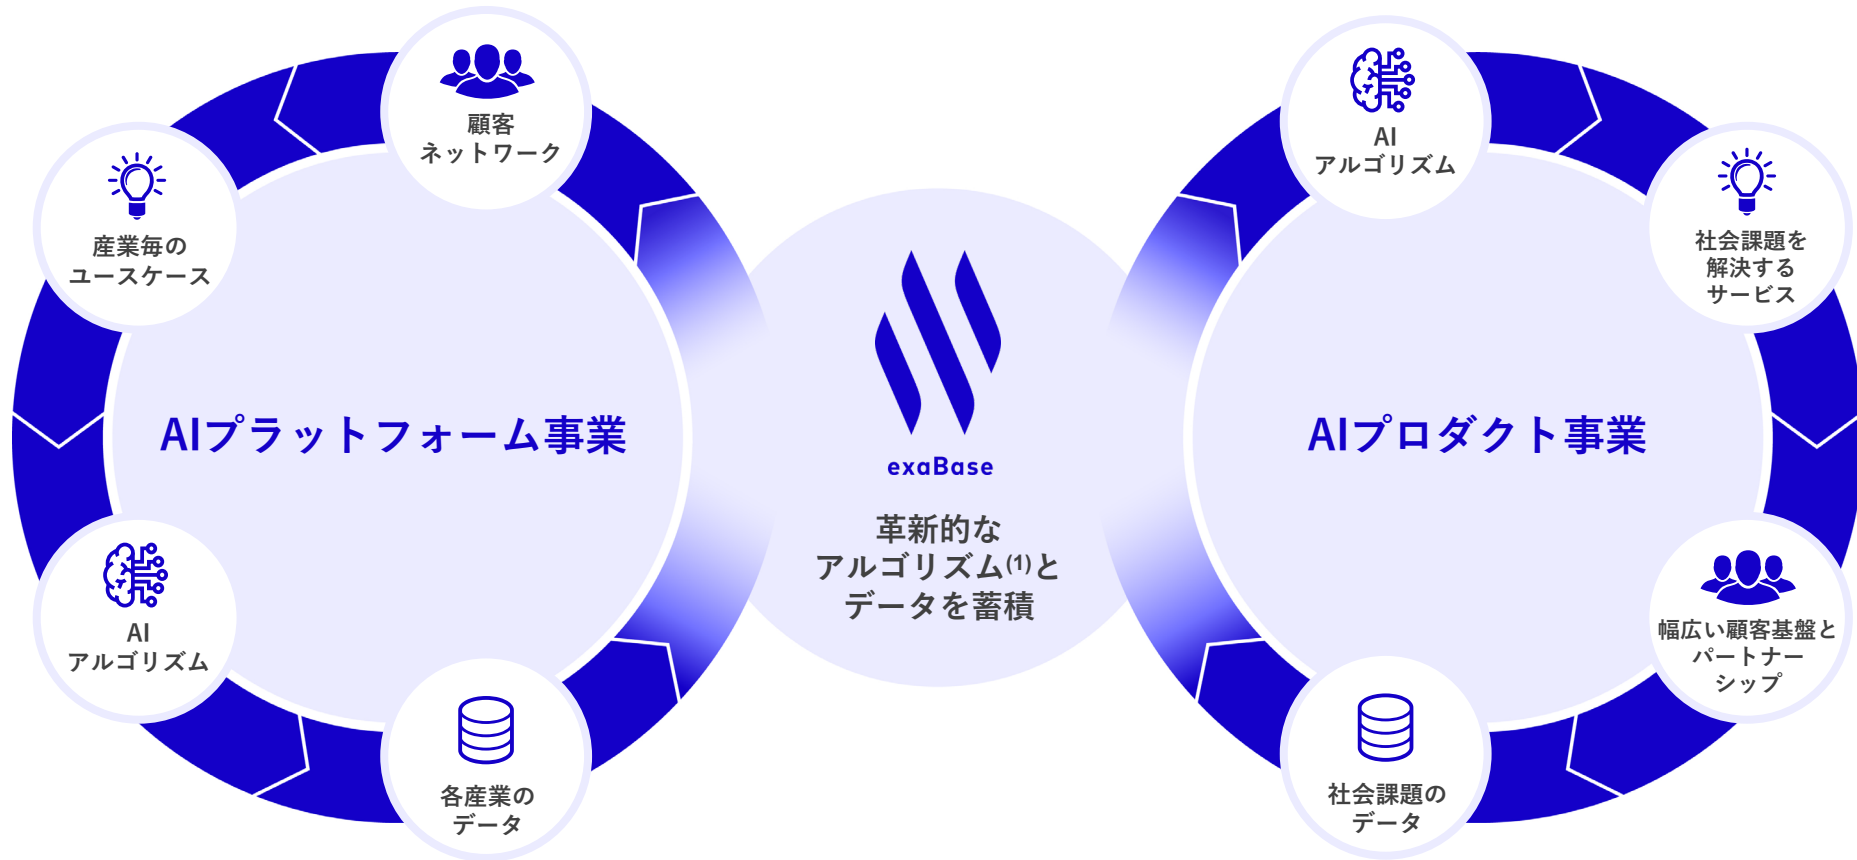 顧客
ネットワーク
産業毎の
ユースケース
AIプラットフォーム事業
AI
アルゴリズム
各産業の
データ
exaBase
革新的な
アルゴリズム(1)と
データを蓄積
AI
アルゴリズム
社会課題を
解決する
サービス
AIプロダクト事業
幅広い顧客基盤と
パートナー
シップ
社会課題の
データ